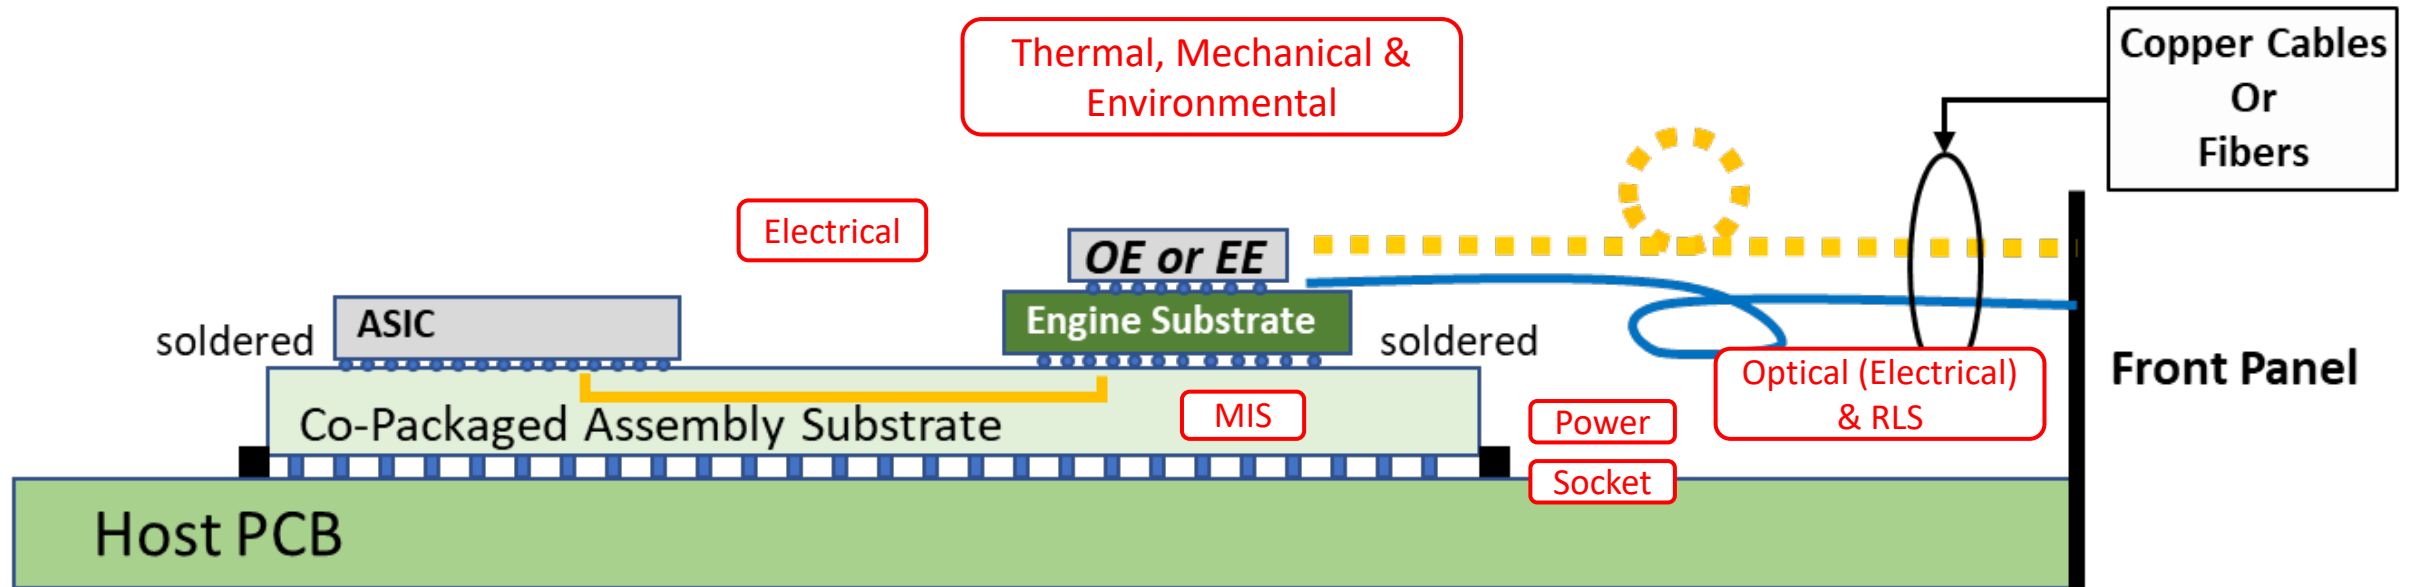 Thermal, Mechanical &
Environmental
Copper Cables
Or
Fibers
Electrical
OE or EE
ASIC
Engine Substrate
soldered
soldered
Optical (Electrical)
& RLS
Front Panel
Co-Packaged Assembly Substrate
MIS
Power
Socket
Host PCB